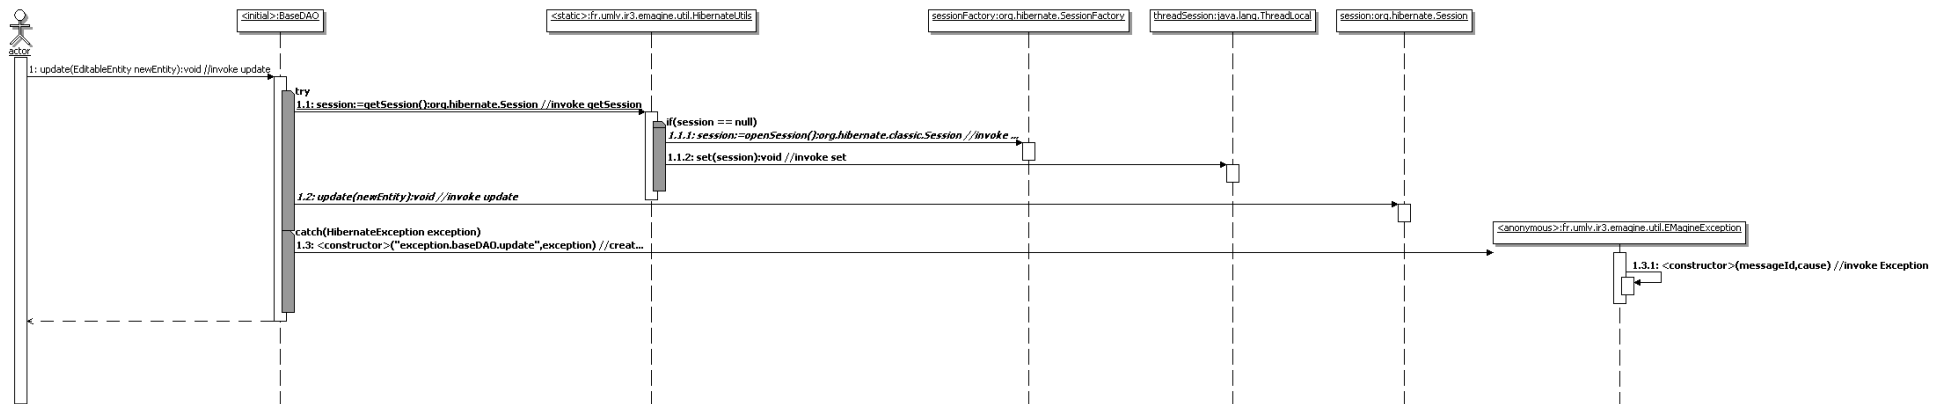 <initial>:BaseDAO
<static>:fr.umlv.ir3.emagine.util.HibernateUtils
sessionFactory:org.hibernate.SessionFactory
threadSession:java.lang.ThreadLocal
session:org.hibernate.Session
actor
1: update(EditableEntity newEntity):void //invoke update
try
1.1: session:=getSession():org.hibernate.Session //invoke getSession
if(session == null)
1.1.1: session:=openSession():org.hibernate.classic.Session //invoke ...
1.1.2: set(session):void //invoke set
1.2: update(newEntity):void //invoke update
catch(HibernateException exception)
<anonymous>:fr.umlv.ir3.emagine.util.EMagineException
1.3: <constructor>("exception.baseDAO.update",exception) //creat...
1.3.1: <constructor>(messageId,cause) //invoke Exception